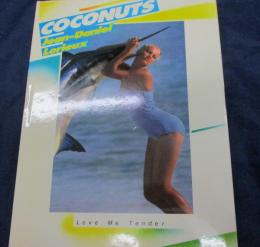 COCONUTS
Jean-Daniel
Lorieux
Love Me Tender